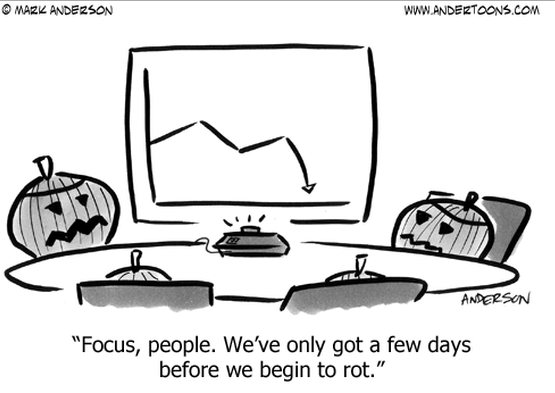 © MARK ANDERSON
WWW.ANDERTOONS.COM
ANDERSON
“Focus, people. We’ve only got a few days
before we begin to rot.”